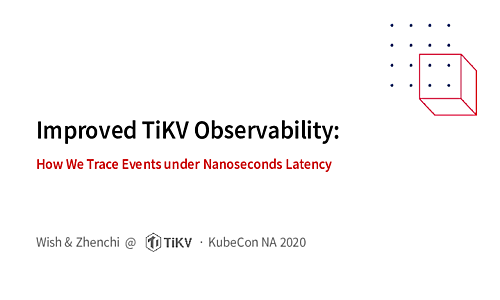 Improved TiKV Observability:
How We Trace Events under Nanoseconds Latency
Wish & Zhenchi @ TiKV · KubeCon NA 2020